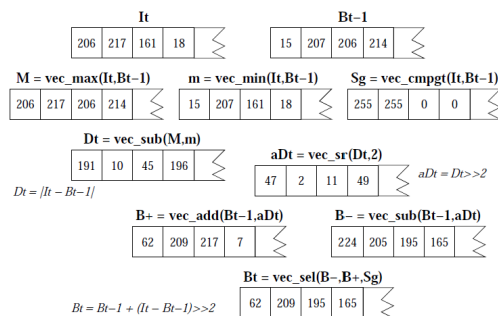 It Bt−1
206 217 161 18 15 207 206 214
M = vec_max(It,Bt−1) m = vec_min(It,Bt−1) Sg = vec_cmpgt(It,Bt−1)
206 217 206 214 15 207 161 18 255 255 0 0
Dt = vec_sub(M,m) aDt = vec_sr(Dt,2)
191 10 45 196 47 2 11 49 aDt = Dt>>2
Dt = |It − Bt−1|
B+ = vec_add(Bt−1,aDt) B− = vec_sub(Bt−1,aDt)
62 209 217 7 224 205 195 165
Bt = vec_sel(B−,B+,Sg)
62 209 195 165
Bt = Bt−1 + (It − Bt−1)>>2